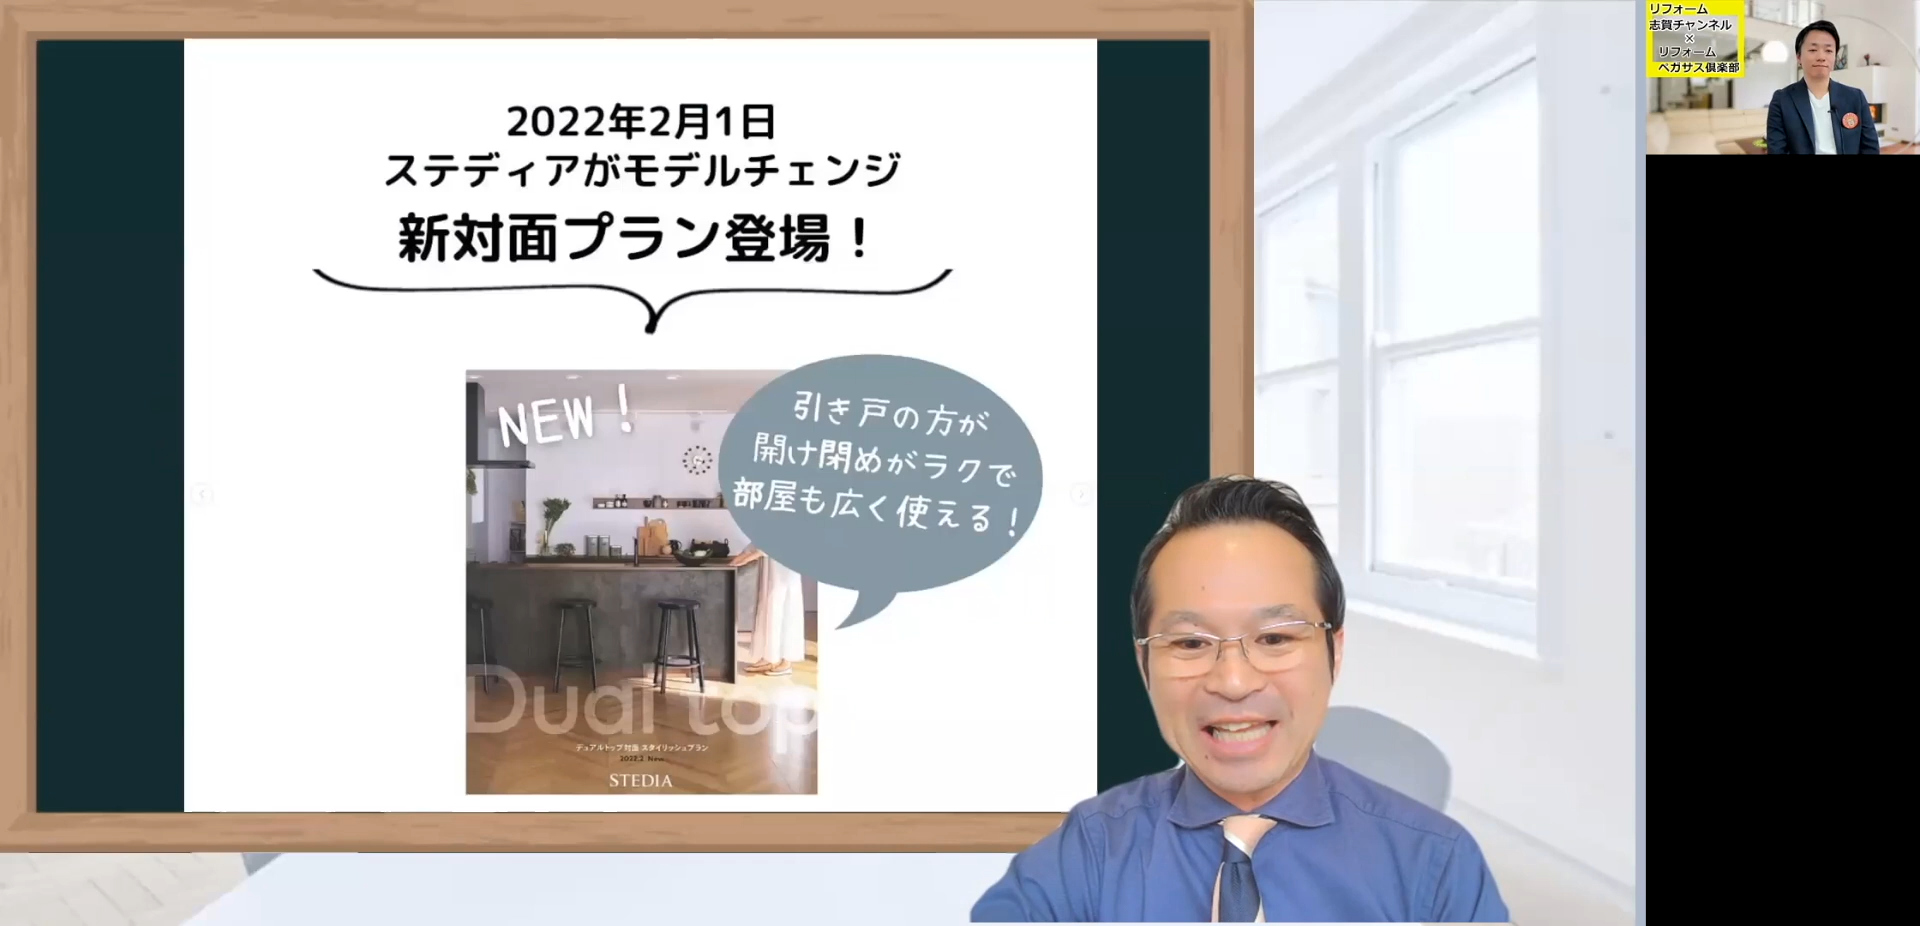 2022年2月1日
ステディアがモデルチェンジ
新対面プラン登場！
NEW！
引き戸の方が
開け閉めがラクで
部屋も広く使える！
Dual top
デュアルトップ対面 スタイリッシュプラン
2022.2 New
STEDIA
リフォーム
志賀チャンネル
×
リフォーム
ペガサス倶楽部